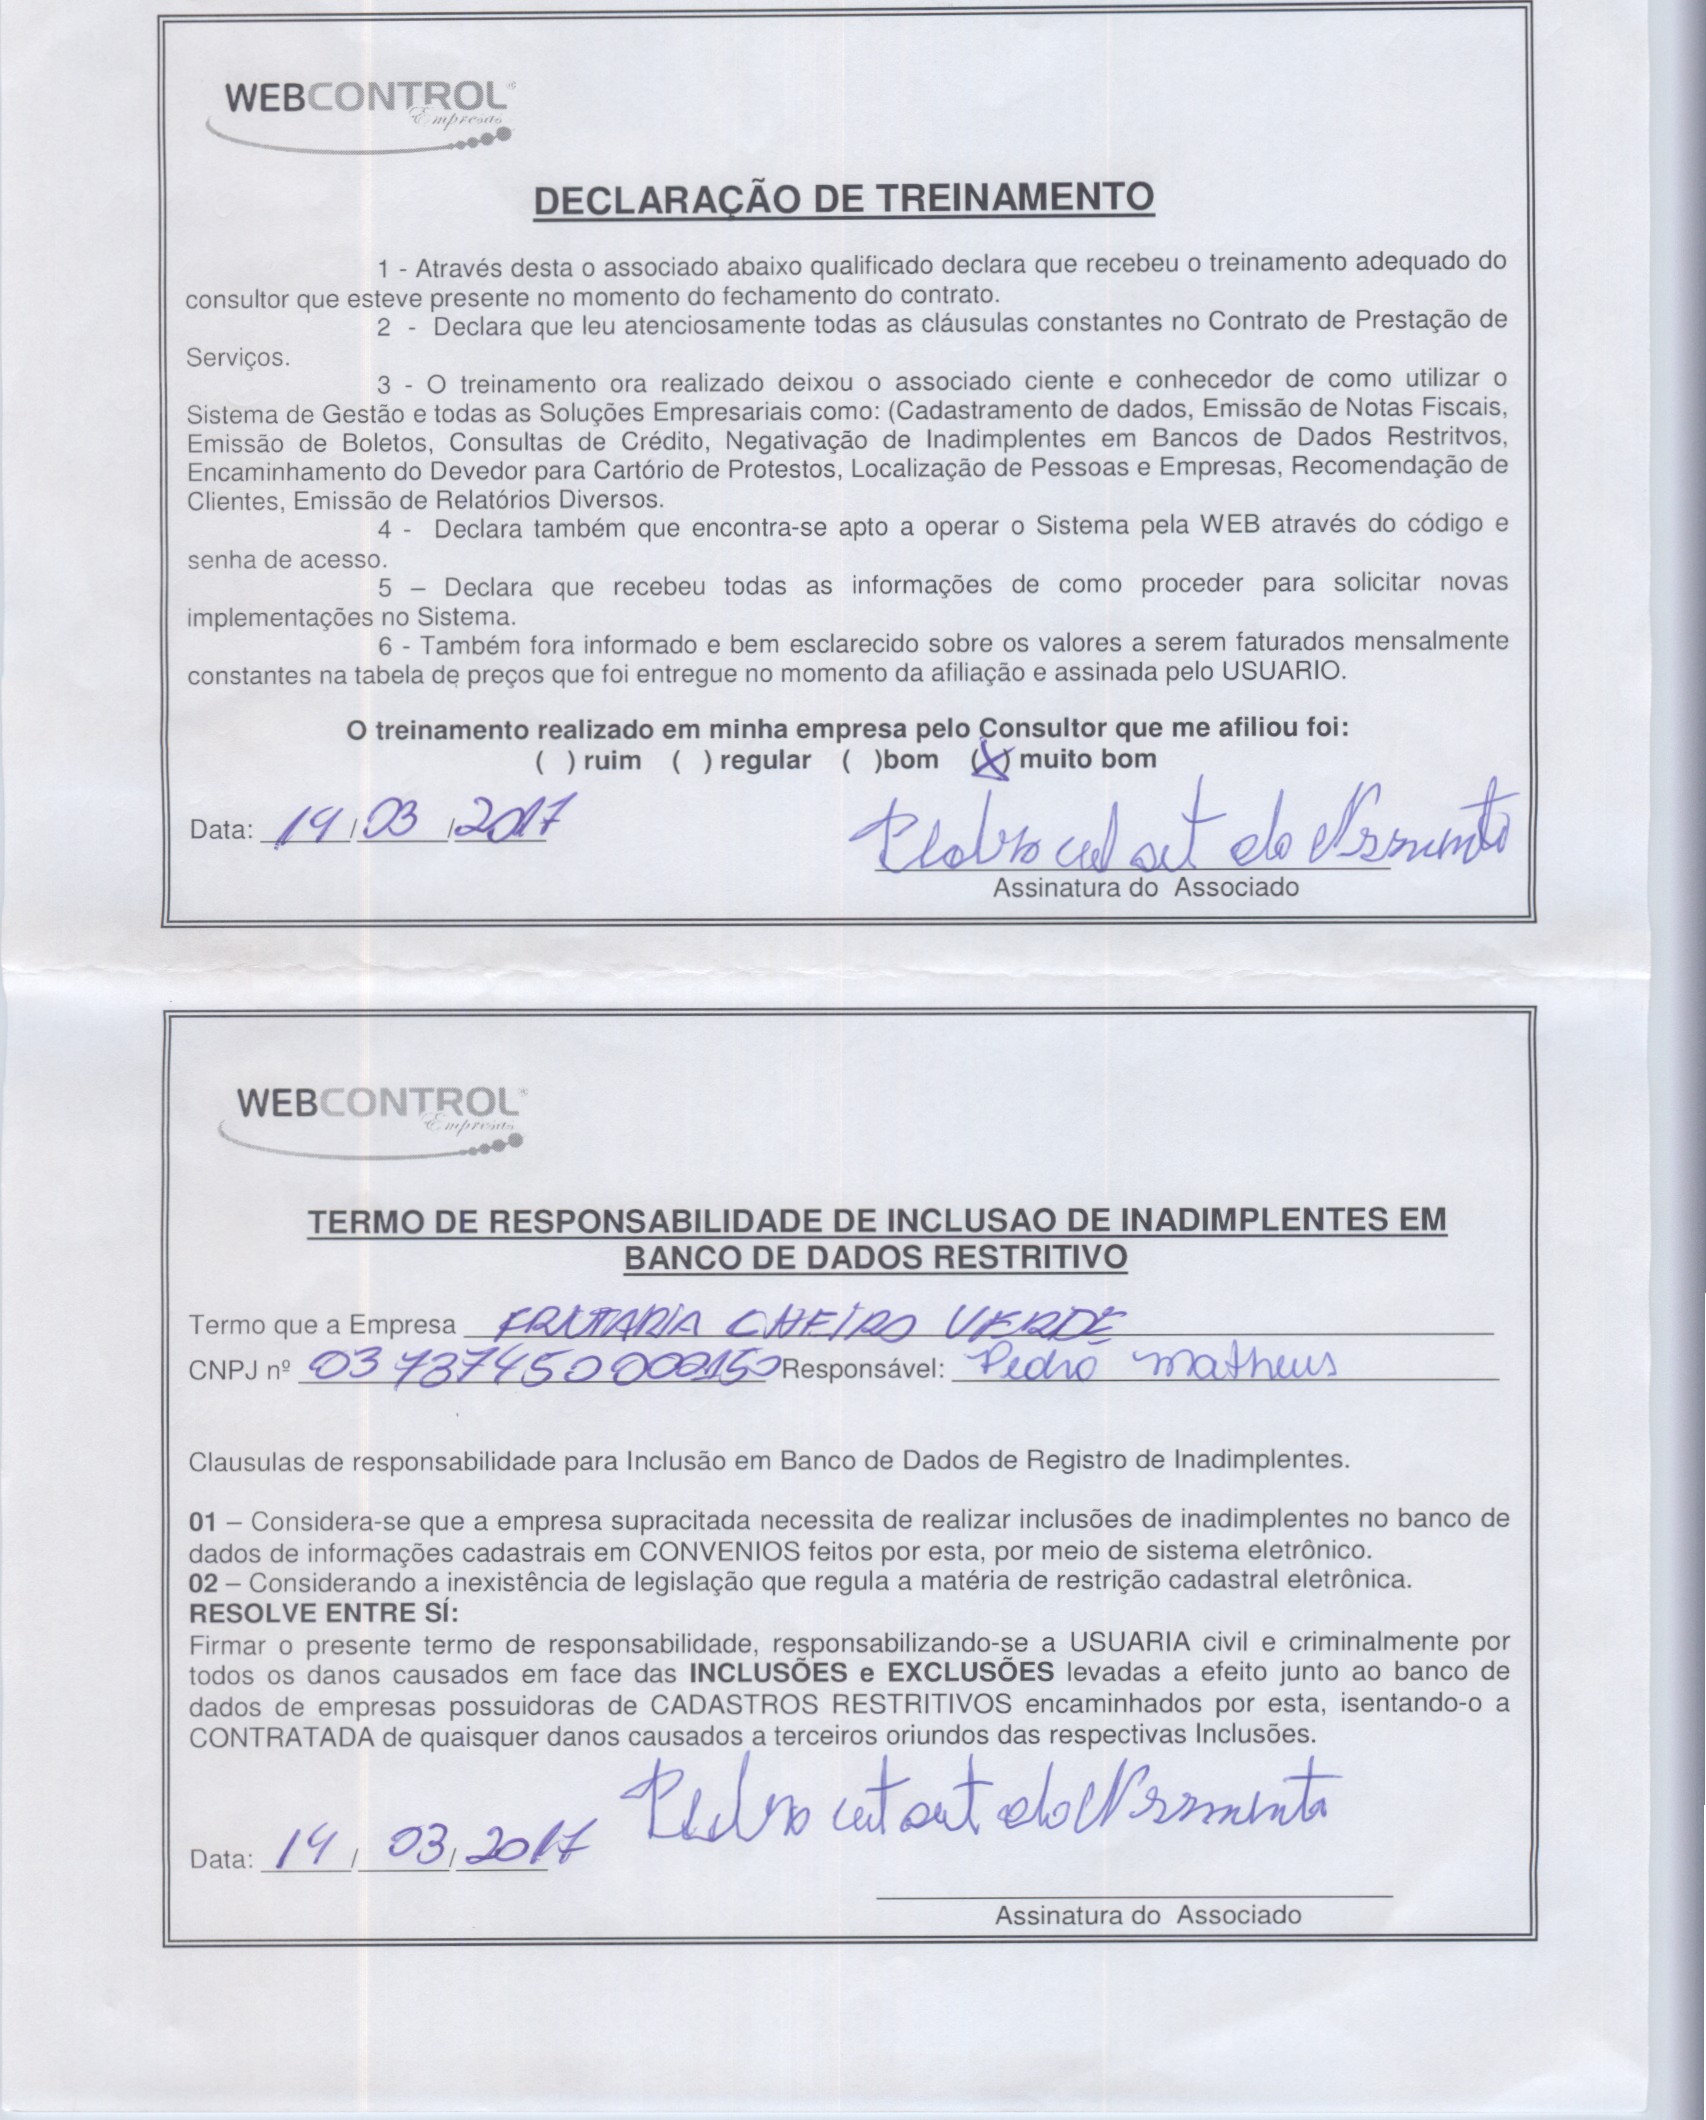 WEBCONTROL®
Empresas
DECLARAÇÃO DE TREINAMENTO
1 - Através desta o associado abaixo qualificado declara que recebeu o treinamento adequado do
consultor que esteve presente no momento do fechamento do contrato.
2 - Declara que leu atenciosamente todas as cláusulas constantes no Contrato de Prestação de
Serviços.
3 - O treinamento ora realizado deixou o associado ciente e conhecedor de como utilizar o
Sistema de Gestão e todas as Soluções Empresariais como: (Cadastramento de dados, Emissão de Notas Fiscais,
Emissão de Boletos, Consultas de Crédito, Negativação de Inadimplentes em Bancos de Dados Restritvos,
Encaminhamento do Devedor para Cartório de Protestos, Localização de Pessoas e Empresas, Recomendação de
Clientes, Emissão de Relatórios Diversos.
4 - Declara também que encontra-se apto a operar o Sistema pela WEB através do código e
senha de acesso.
5 – Declara que recebeu todas as informações de como proceder para solicitar novas
implementações no Sistema.
6 - Também fora informado e bem esclarecido sobre os valores a serem faturados mensalmente
constantes na tabela de preços que foi entregue no momento da afiliação e assinada pelo USUARIO.
O treinamento realizado em minha empresa pelo Consultor que me afiliou foi:
( ) ruim ( ) regular ( )bom (X) muito bom
Data: 14/03/2017
Pedro do
Assinatura do Associado
WEBCONTROL®
Empresas
TERMO DE RESPONSABILIDADE DE INCLUSAO DE INADIMPLENTES EM
BANCO DE DADOS RESTRITIVO
Termo que a Empresa FRUTARIA CHEIRO VERDE
CNPJ nº 03737450000150 Responsável: Pedro Matheus
Clausulas de responsabilidade para Inclusão em Banco de Dados de Registro de Inadimplentes.
01 – Considera-se que a empresa supracitada necessita de realizar inclusões de inadimplentes no banco de
dados de informações cadastrais em CONVENIOS feitos por esta, por meio de sistema eletrônico.
02 – Considerando a inexistência de legislação que regula a matéria de restrição cadastral eletrônica.
RESOLVE ENTRE SÍ:
Firmar o presente termo de responsabilidade, responsabilizando-se a USUARIA civil e criminalmente por
todos os danos causados em face das INCLUSÕES e EXCLUSÕES levadas a efeito junto ao banco de
dados de empresas possuidoras de CADASTROS RESTRITIVOS encaminhados por esta, isentando-o a
CONTRATADA de quaisquer danos causados a terceiros oriundos das respectivas Inclusões.
Pedro do
Data: 14/03/2017
Assinatura do Associado